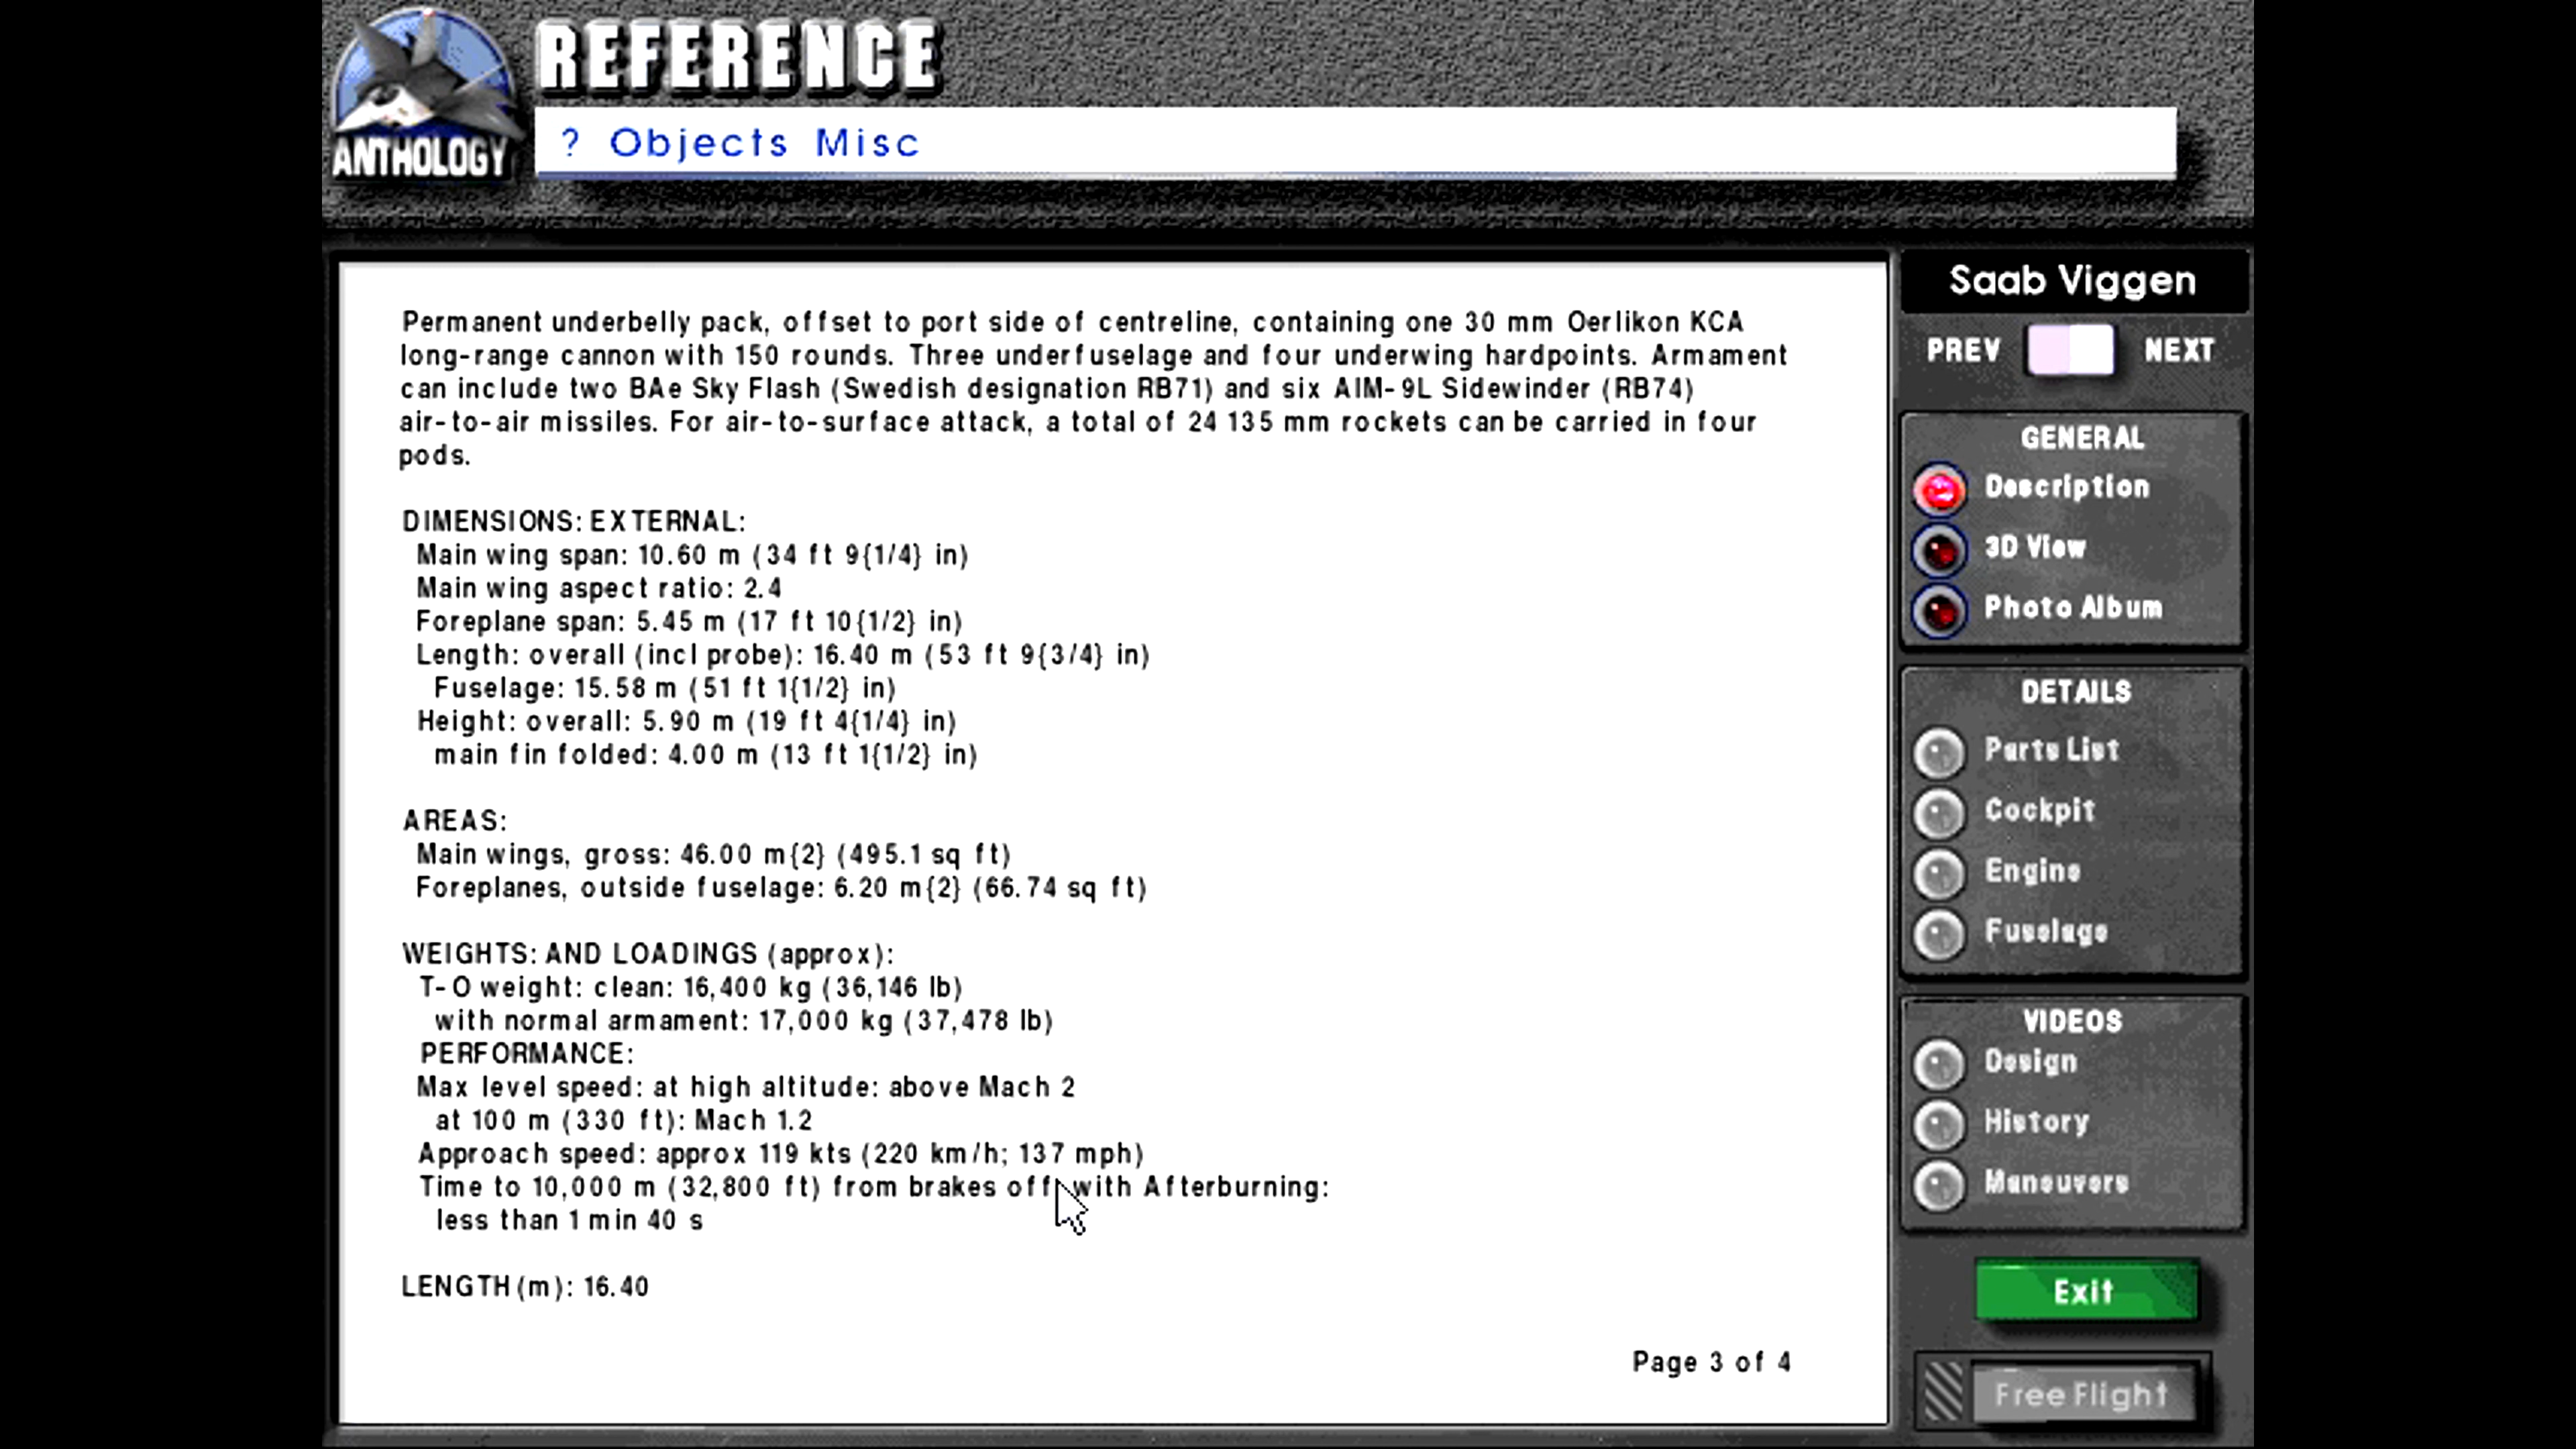 REFERENCE
ANTHOLOGY
? Objects Misc
Permanent underbelly pack, offset to port side of centreline, containing one 30 mm Oerlikon KCA
long-range cannon with 150 rounds. Three underfuselage and four underwing hardpoints. Armament
can include two BAe Sky Flash (Swedish designation RB71) and six AIM-9L Sidewinder (RB74)
air-to-air missiles. For air-to-surface attack, a total of 24 135 mm rockets can be carried in four
pods.
DIMENSIONS: EXTERNAL:
Main wing span: 10.60 m (34 ft 9{1/4} in)
Main wing aspect ratio: 2.4
Foreplane span: 5.45 m (17 ft 10{1/2} in)
Length: overall (incl probe): 16.40 m (53 ft 9{3/4} in)
Fuselage: 15.58 m (51 ft 1{1/2} in)
Height: overall: 5.90 m (19 ft 4{1/4} in)
main fin folded: 4.00 m (13 ft 1{1/2} in)
AREAS:
Main wings, gross: 46.00 m{2} (495.1 sq ft)
Foreplanes, outside fuselage: 6.20 m{2} (66.74 sq ft)
WEIGHTS: AND LOADINGS (approx):
T-O weight: clean: 16,400 kg (36,146 lb)
with normal armament: 17,000 kg (37,478 lb)
PERFORMANCE:
Max level speed: at high altitude: above Mach 2
at 100 m (330 ft): Mach 1.2
Approach speed: approx 119 kts (220 km/h; 137 mph)
Time to 10,000 m (32,800 ft) from brakes off, with Afterburning:
less than 1 min 40 s
LENGTH(m): 16.40
Page 3 of 4
Saab Viggen
PREV NEXT
GENERAL
Description
3D View
Photo Album
DETAILS
Parts List
Cockpit
Engine
Fuselage
VIDEOS
Design
History
Maneuvers
Exit
Free Flight